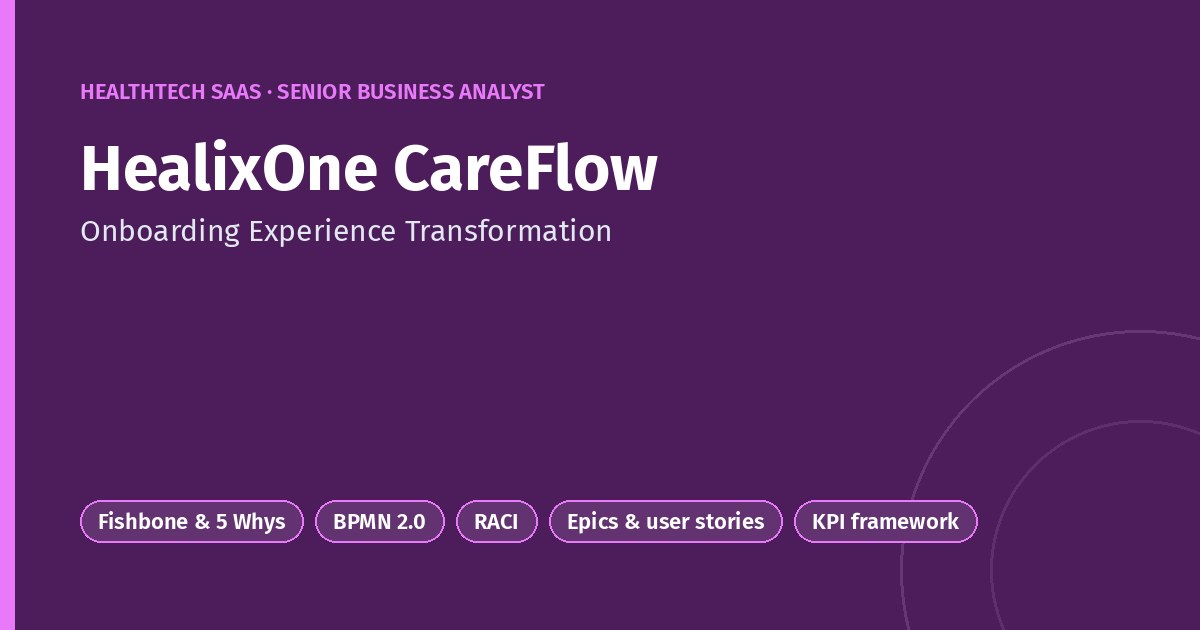 HEALTHTECH SAAS · SENIOR BUSINESS ANALYST
HealixOne CareFlow
Onboarding Experience Transformation
Fishbone & 5 Whys BPMN 2.0 RACI Epics & user stories KPI framework